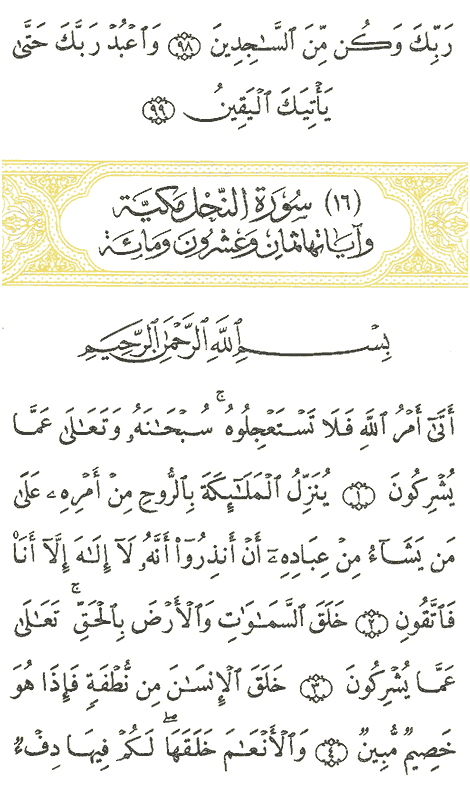 رَبِّكَ وَكُن مِّنَ ٱلسَّـٰجِدِينَ ٩٨ وَٱعْبُدْ رَبَّكَ حَتَّىٰ
يَأْتِيَكَ ٱلْيَقِينُ ٩٩
(١٦) سُورَة النَّحْل مَكِّيَّة
وَآيَاتهَا ثَمَانٍ وَعِشْرُونَ وَمِائَة
بِسْمِ ٱللَّهِ ٱلرَّحْمَـٰنِ ٱلرَّحِيمِ
أَتَىٰٓ أَمْرُ ٱللَّهِ فَلَا تَسْتَعْجِلُوهُ ۚ سُبْحَـٰنَهُۥ وَتَعَـٰلَىٰ عَمَّا
يُشْرِكُونَ ١ يُنَزِّلُ ٱلْمَلَـٰٓئِكَةَ بِٱلرُّوحِ مِنْ أَمْرِهِۦ عَلَىٰ
مَن يَشَآءُ مِنْ عِبَادِهِۦٓ أَنْ أَنذِرُوٓا۟ أَنَّهُۥ لَآ إِلَـٰهَ إِلَّآ أَنَا۠
فَٱتَّقُونِ ٢ خَلَقَ ٱلسَّمَـٰوَٰتِ وَٱلْأَرْضَ بِٱلْحَقِّ ۚ تَعَـٰلَىٰ
عَمَّا يُشْرِكُونَ ٣ خَلَقَ ٱلْإِنسَـٰنَ مِن نُّطْفَةٍ فَإِذَا هُوَ
خَصِيمٌ مُّبِينٌ ٤ وَٱلْأَنْعَـٰمَ خَلَقَهَا ۖ لَكُمْ فِيهَا دِفْءٌ